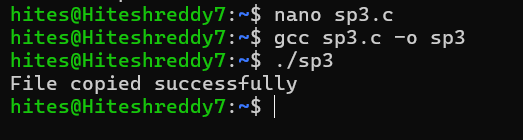 hites@Hiteshreddy7:~$ nano sp3.c
hites@Hiteshreddy7:~$ gcc sp3.c -o sp3
hites@Hiteshreddy7:~$ ./sp3
File copied successfully
hites@Hiteshreddy7:~$